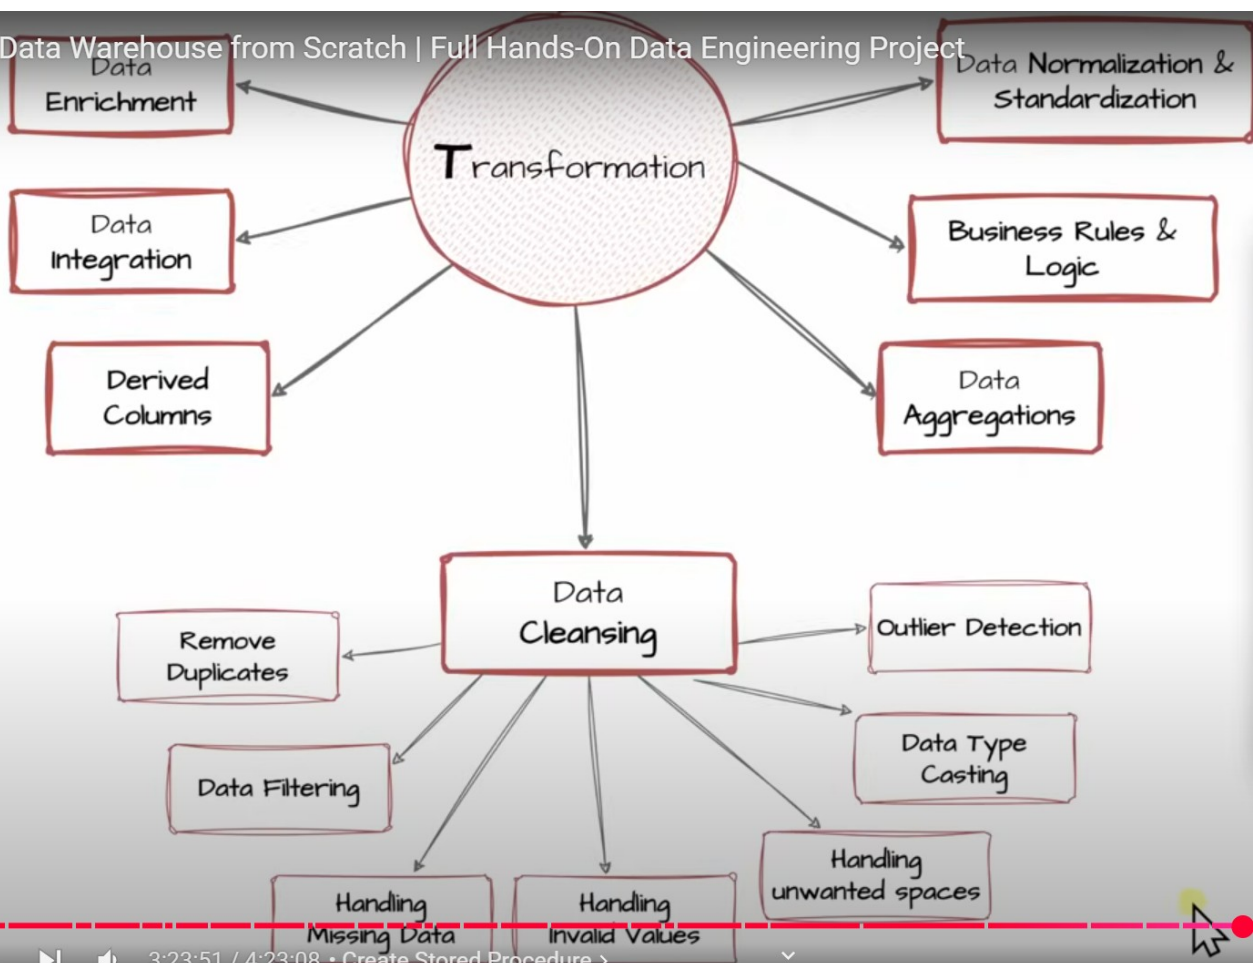 Data Warehouse from Scratch | Full Hands-On Data Engineering Project
Data
Enrichment
Transformation
Data Normalization &
Standardization
Data
Integration
Business Rules &
Logic
Derived
Columns
Data
Aggregations
Data
Cleansing
Remove
Duplicates
Outlier Detection
Data Filtering
Data Type
Casting
Handling
unwanted spaces
Handling
Missing Data
Handling
Invalid Values
3:23:51 / 4:23:08 • Create Stored Procedure >